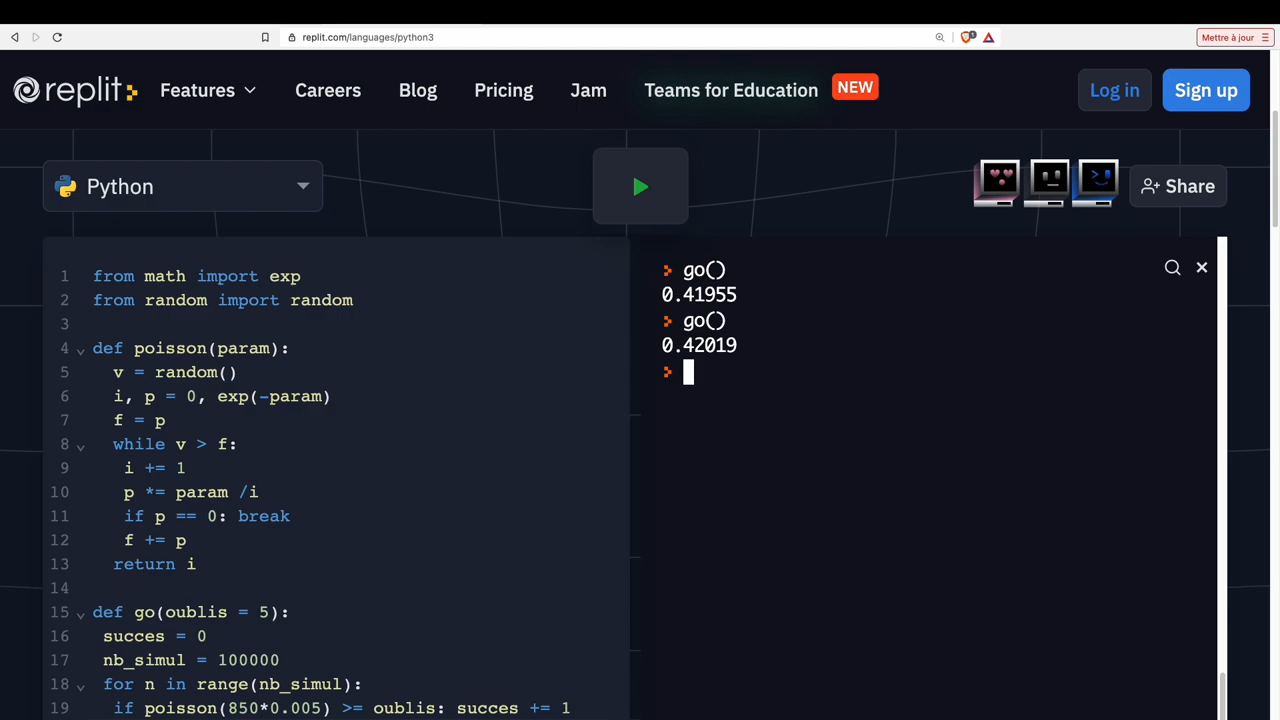 replit.com/languages/python3
1
Mettre à jour
replit
Features
Careers
Blog
Pricing
Jam
Teams for Education
NEW
Log in
Sign up
Python
Share
1 from math import exp
2 from random import random
3
4 def poisson(param):
5 v = random()
6 i, p = 0, exp(-param)
7 f = p
8 while v > f:
9 i += 1
10 p *= param /i
11 if p == 0: break
12 f += p
13 return i
14
15 def go(oublis = 5):
16 succes = 0
17 nb_simul = 100000
18 for n in range(nb_simul):
19 if poisson(850*0.005) >= oublis: succes += 1
> go()
0.41955
> go()
0.42019
>